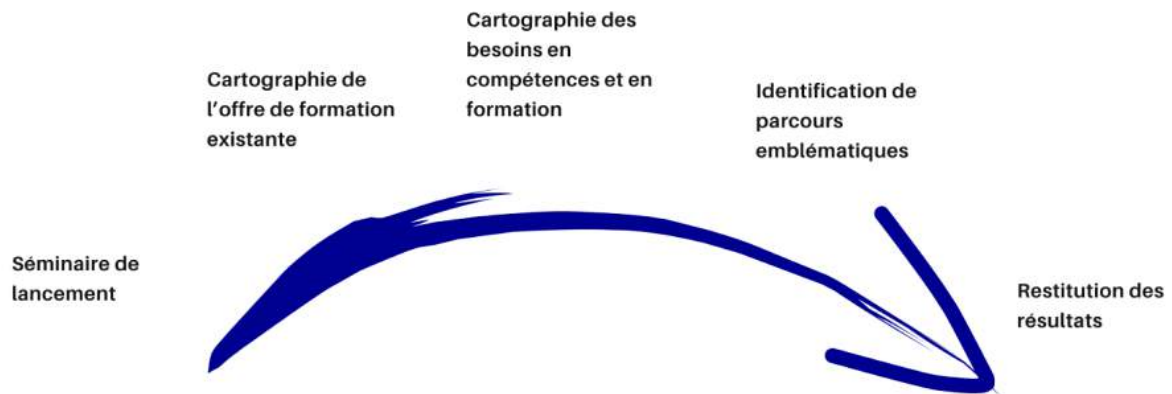 Séminaire de
lancement
Cartographie de
l'offre de formation
existante
Cartographie des
besoins en
compétences et en
formation
Identification de
parcours
emblématiques
Restitution des
résultats